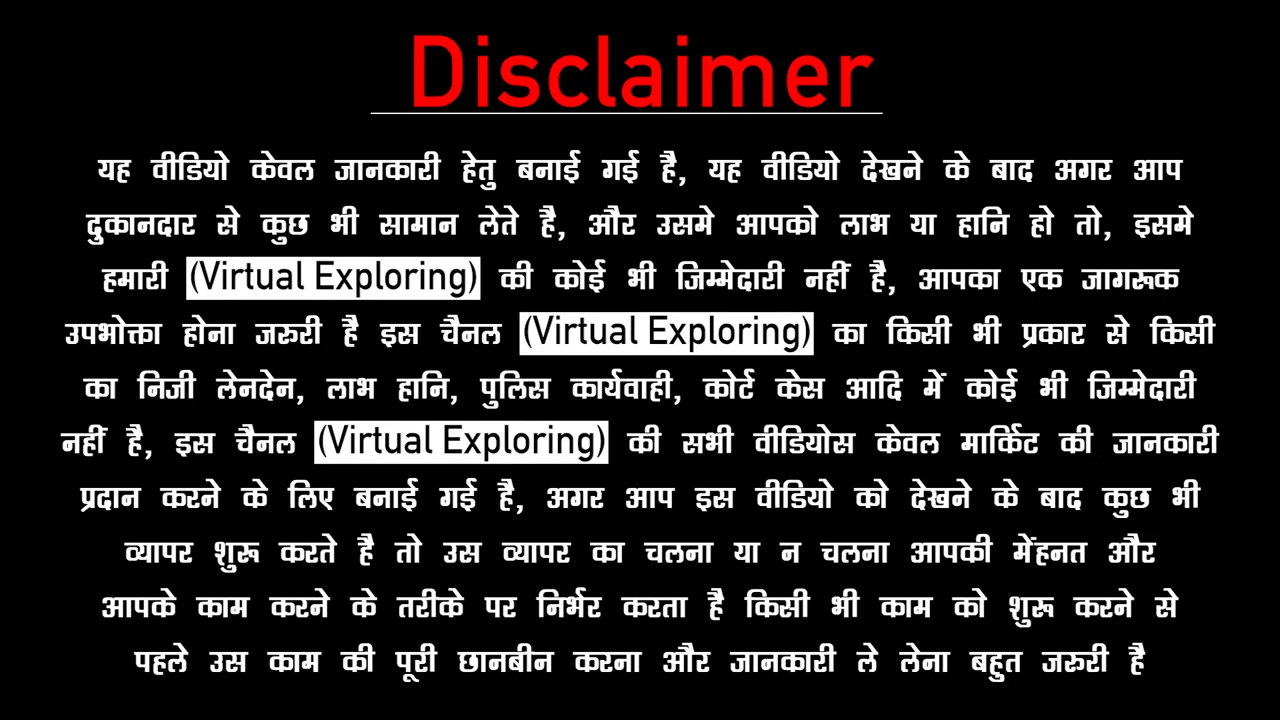 Disclaimer
यह वीडियो केवल जानकारी हेतु बनाई गई है, यह वीडियो देखने के बाद अगर आप
दुकानदार से कुछ भी सामान लेते है, और उसमे आपको लाभ या हानि हो तो, इसमे
हमारी (Virtual Exploring) की कोई भी जिम्मेदारी नहीं है, आपका एक जागरूक
उपभोक्ता होना जरूरी है इस चैनल (Virtual Exploring) का किसी भी प्रकार से किसी
का निजी लेनदेन, लाभ हानि, पुलिस कार्यवाही, कोर्ट केस आदि में कोई भी जिम्मेदारी
नहीं है, इस चैनल (Virtual Exploring) की सभी वीडियोस केवल मार्किट की जानकारी
प्रदान करने के लिए बनाई गई है, अगर आप इस वीडियो को देखने के बाद कुछ भी
व्यापर शुरू करते है तो उस व्यापर का चलना या न चलना आपकी मेंहनत और
आपके काम करने के तरीके पर निर्भर करता है किसी भी काम को शुरू करने से
पहले उस काम की पूरी छानबीन करना और जानकारी ले लेना बहुत जरूरी है